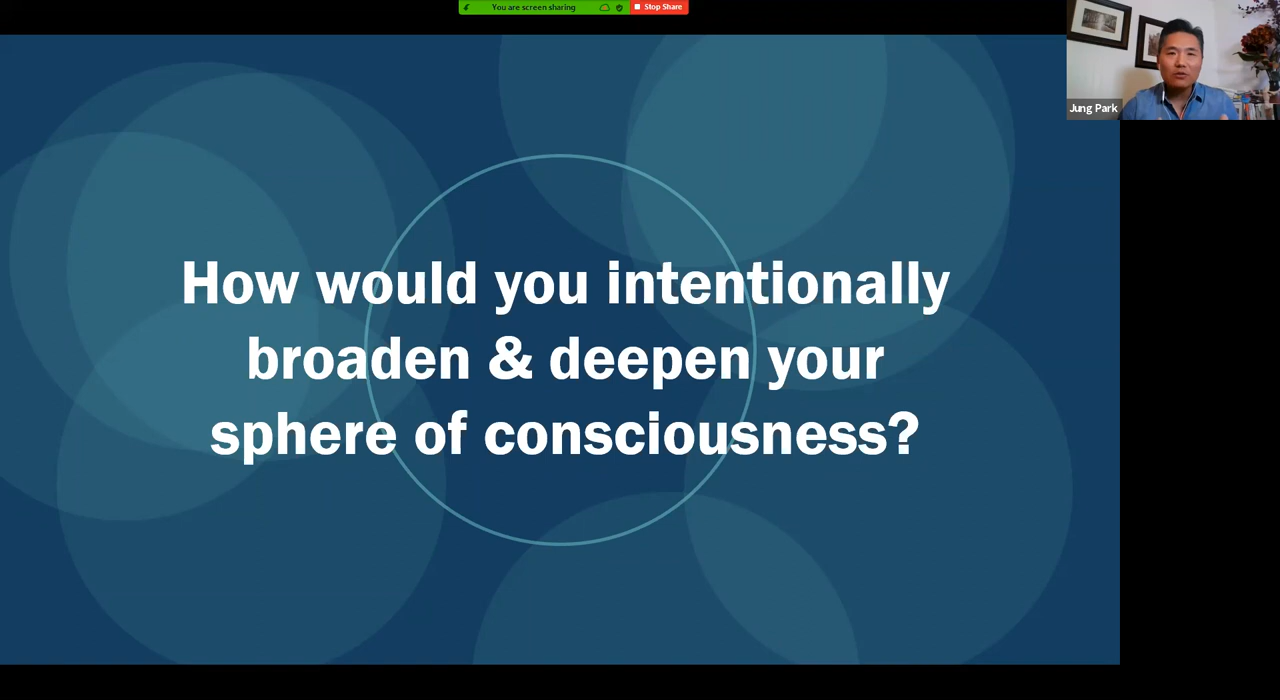 You are screen sharing
Stop Share
Jung Park
How would you intentionally
broaden & deepen your
sphere of consciousness?